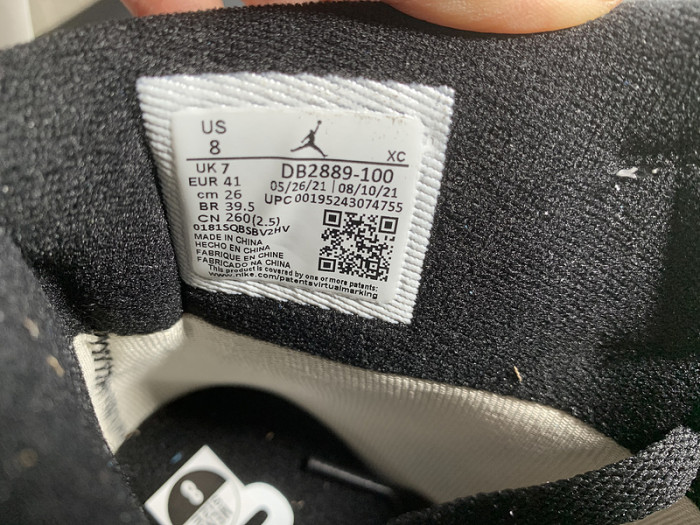 US
8
XC
UK 7 DB2889-100
EUR 41 05/26/21 | 08/10/21
cm 26 UPC 00195243074755
BR 39.5
CN 260(2.5)
0181SQBSBV2HV
MADE IN CHINA
HECHO EN CHINA
FABRIQUE EN CHINE
FABRICADO NA CHINA
This product is covered by one or more patents:
www.nike.com/patentsvirtualmarking
8